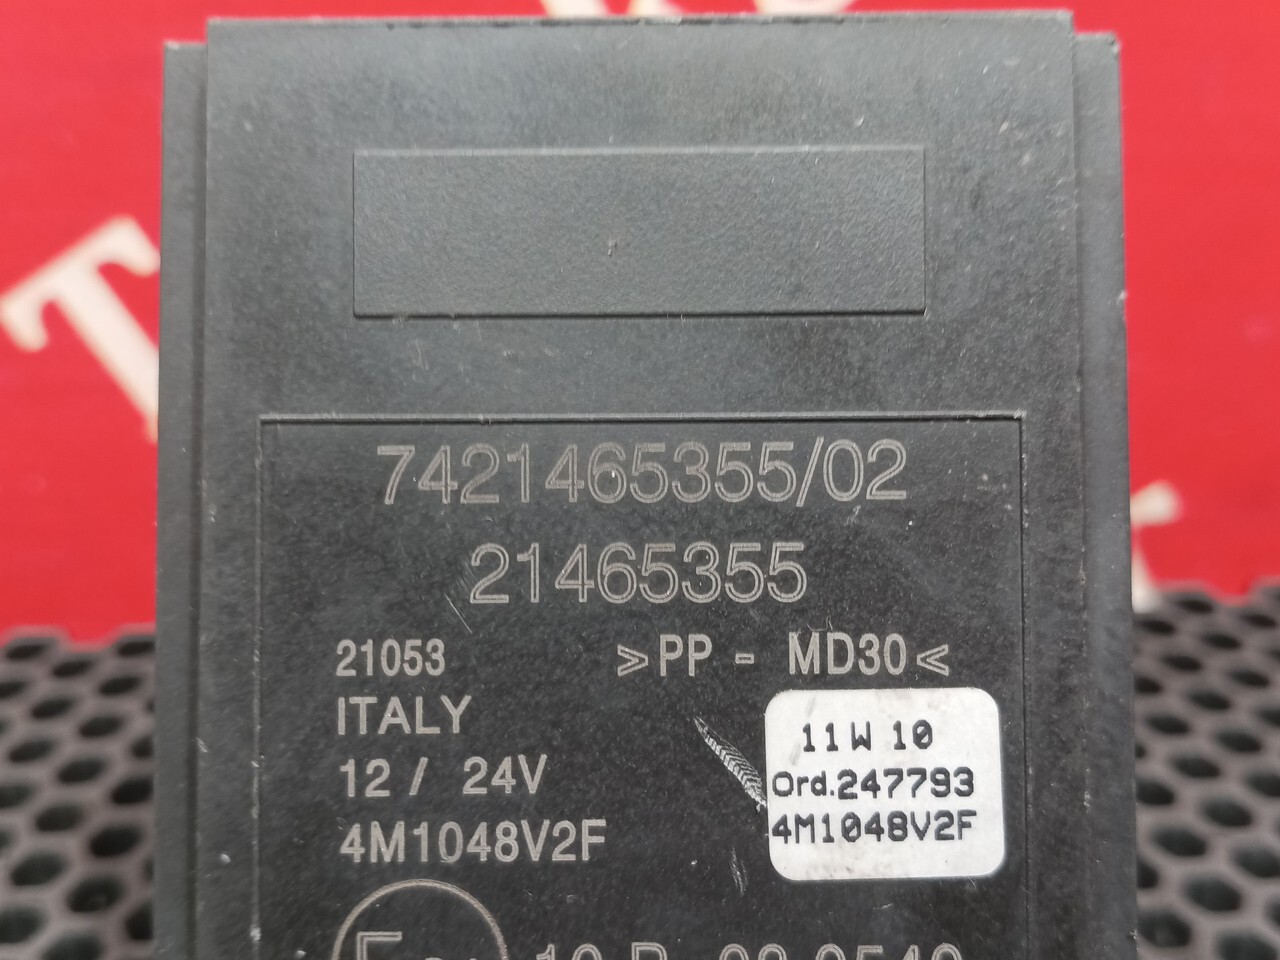 7421465355/02
21465355
21053
>PP - MD30<
ITALY
12 / 24V
4M1048V2F
11 W 10
Ord.247793
4M1048V2F